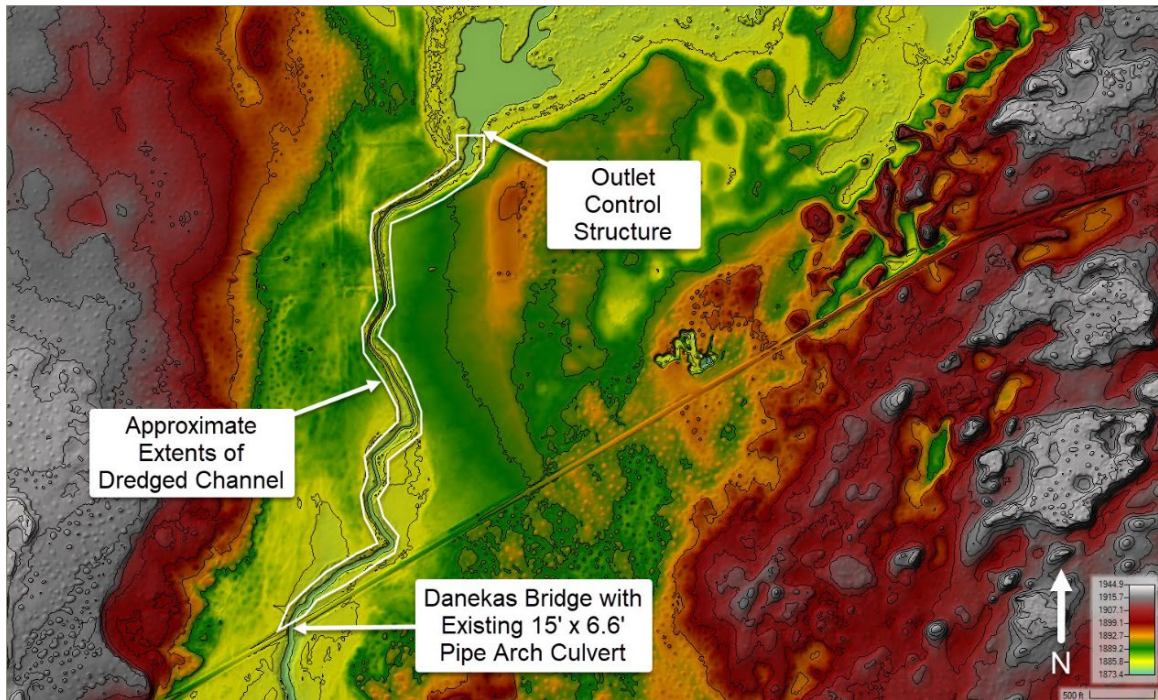 Outlet
Control
Structure
Approximate
Extents of
Dredged Channel
Danekas Bridge with
Existing 15' x 6.6'
Pipe Arch Culvert
N
1944.9
1915.7
1907.1
1899.1
1892.7
1889.2
1885.8
1873.4
500 ft